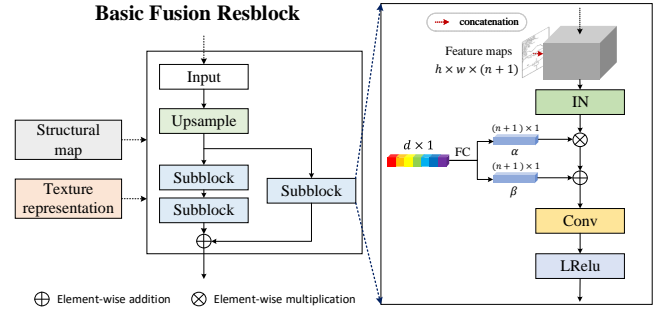 Basic Fusion Resblock
Input
Upsample
Structural
map
Texture
representation
Subblock
Subblock
Subblock
Element-wise addition
Element-wise multiplication
concatenation
Feature maps
h × w × (n + 1)
IN
d × 1
FC
(n + 1) × 1
α
(n + 1) × 1
β
Conv
LRelu